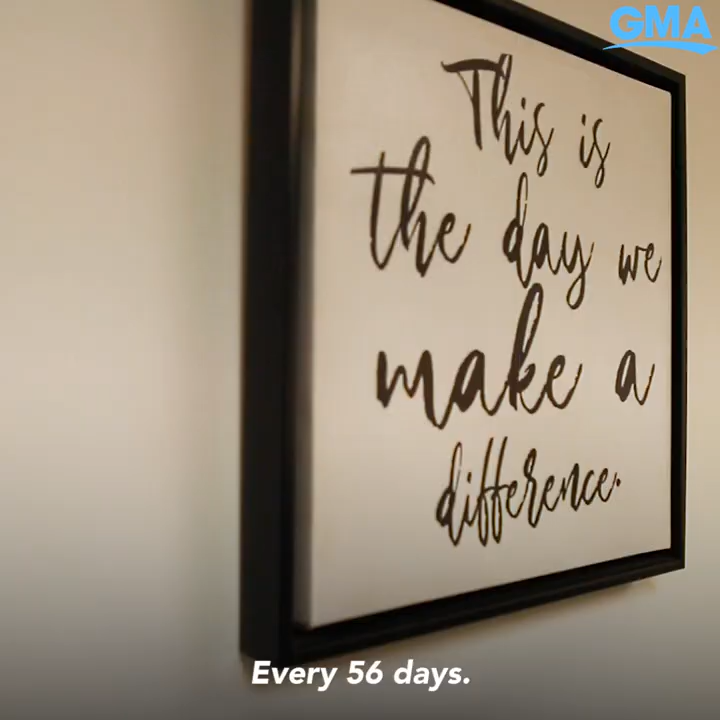 GMA
This is
the day we
make a
difference.
Every 56 days.